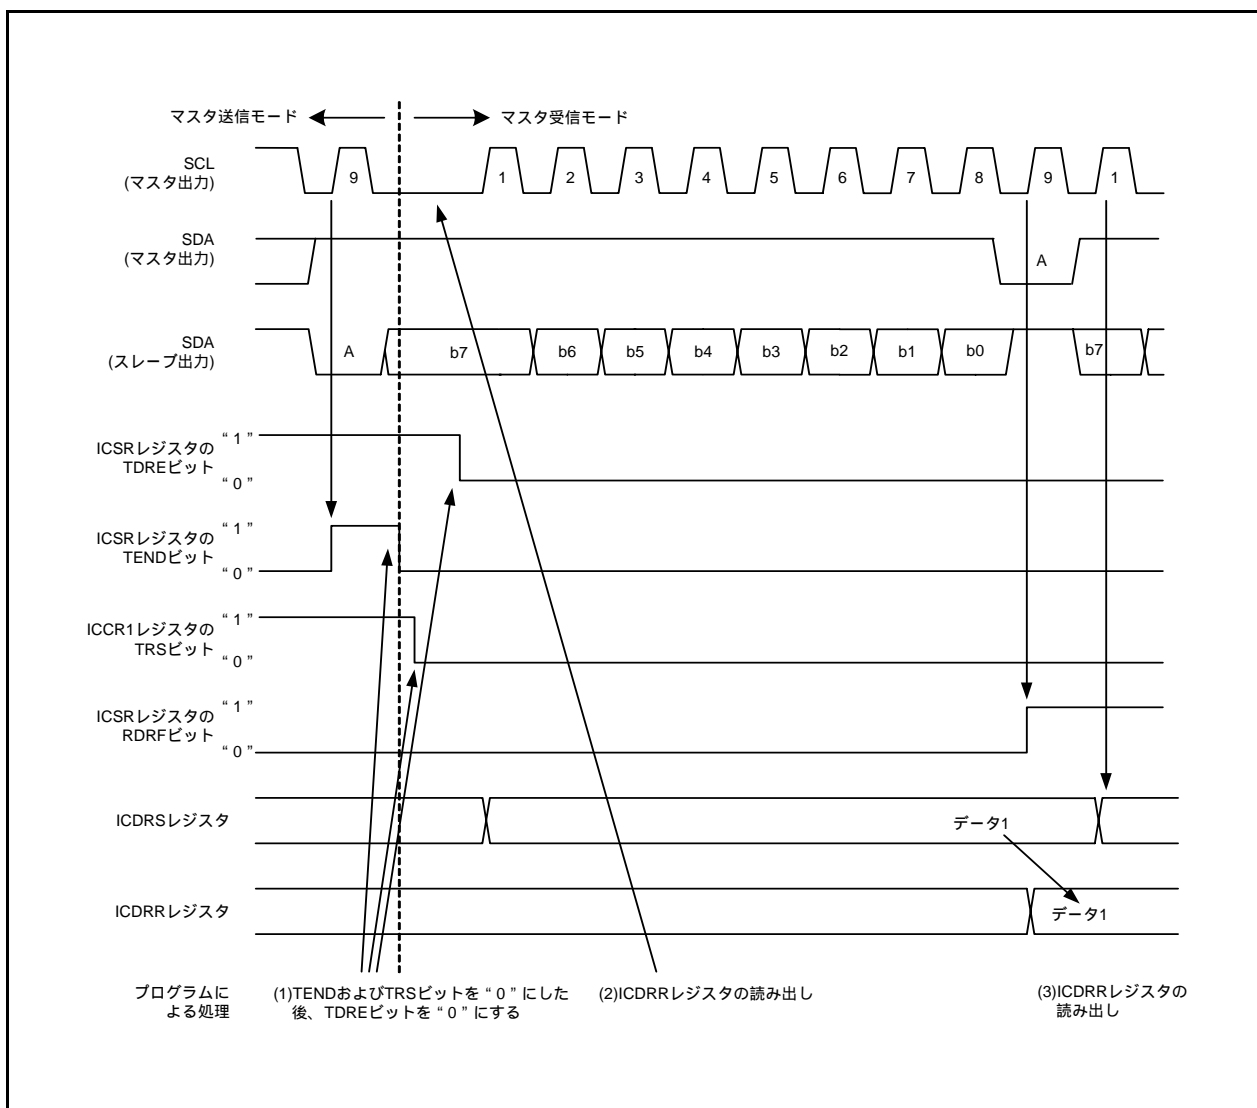 マスタ送信モード
マスタ受信モード
SCL
(マスタ出力)
9
1
2
3
4
5
6
7
8
9
1
SDA
(マスタ出力)
A
SDA
(スレーブ出力)
A
b7
b6
b5
b4
b3
b2
b1
b0
b7
ICSRレジスタの
TDREビット
“ 1 ”
“ 0 ”
ICSRレジスタの
TENDビット
“ 1 ”
“ 0 ”
ICCR1レジスタの
TRSビット
“ 1 ”
“ 0 ”
ICSRレジスタの
RDRFビット
“ 1 ”
“ 0 ”
ICDRSレジスタ
データ1
ICDRRレジスタ
データ1
プログラムに
よる処理
(1)TENDおよびTRSビットを “ 0 ” にした
後、TDREビットを “ 0 ” にする
(2)ICDRRレジスタの読み出し
(3)ICDRRレジスタの
読み出し